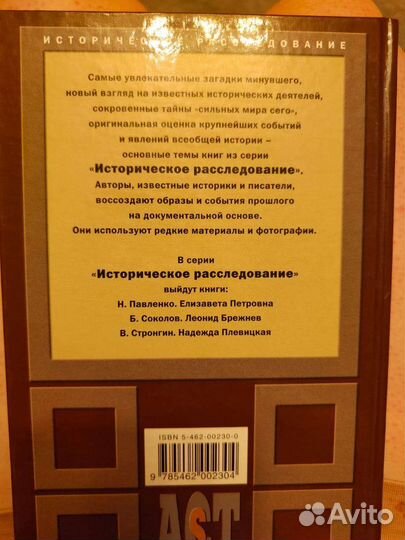 ИСТОРИЧЕСКОЕ РАССЛЕДОВАНИЕ
Самые увлекательные загадки минувшего,
новый взгляд на известных исторических деятелей,
сокровенные тайны «сильных мира сего»,
оригинальная оценка крупнейших событий
и явлений всеобщей истории –
основные темы книг из серии
«Историческое расследование».
Авторы, известные историки и писатели,
воссоздают образы и события прошлого
на документальной основе.
Они используют редкие материалы и фотографии.
В серии
«Историческое расследование»
выйдут книги:
Н. Павленко. Елизавета Петровна
Б. Соколов. Леонид Брежнев
В. Стронгин. Надежда Плевицкая
ISBN 5-462-00230-0
9 785462 002304
AST
Avito